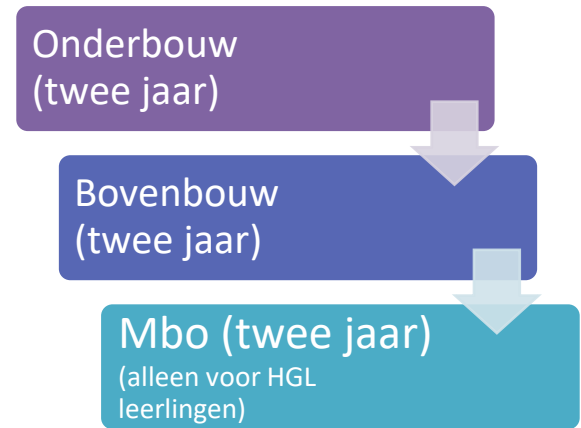 Onderbouw
(twee jaar)
Bovenbouw
(twee jaar)
Mbo (twee jaar)
(alleen voor HGL
leerlingen)